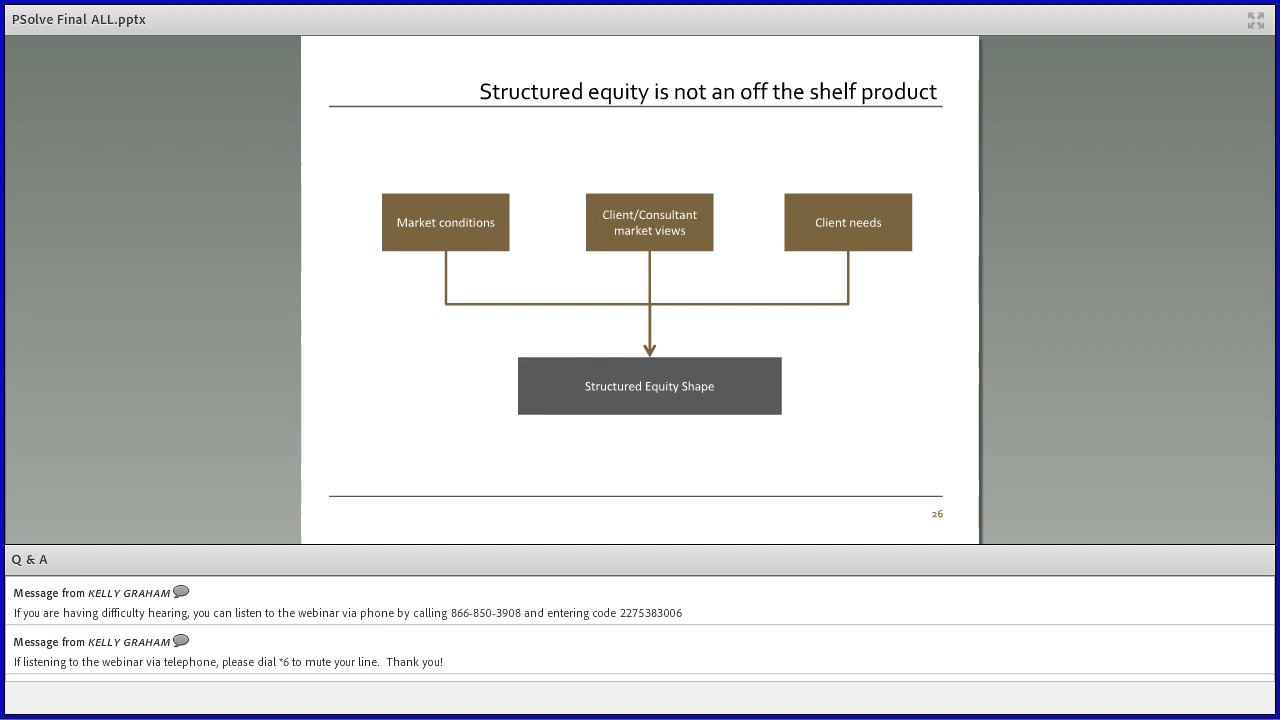 PSolve Final ALL.pptx
Structured equity is not an off the shelf product
Market conditions
Client/Consultant
market views
Client needs
Structured Equity Shape
26
Q & A
Message from KELLY GRAHAM
If you are having difficulty hearing, you can listen to the webinar via phone by calling 866-850-3908 and entering code 2275383006
Message from KELLY GRAHAM
If listening to the webinar via telephone, please dial *6 to mute your line.  Thank you!